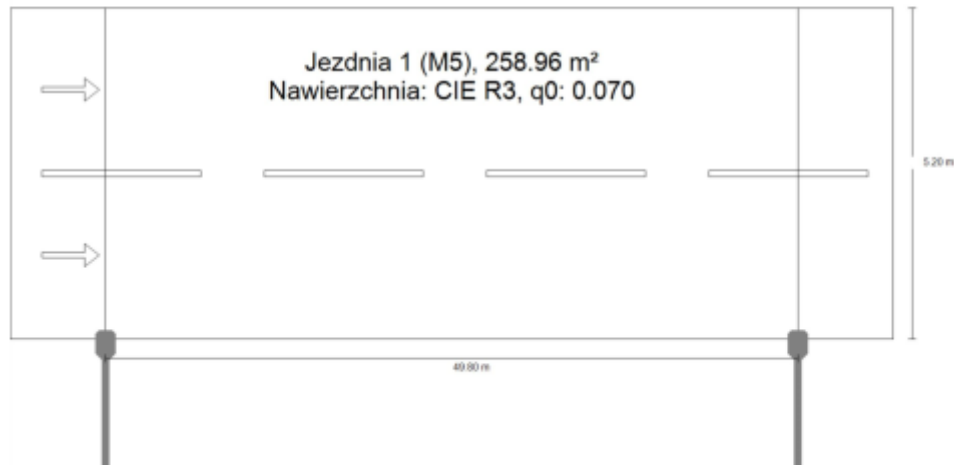 Jezdnia 1 (M5), 258.96 m²
Nawierzchnia: CIE R3, q0: 0.070
5.20 m
49.80 m